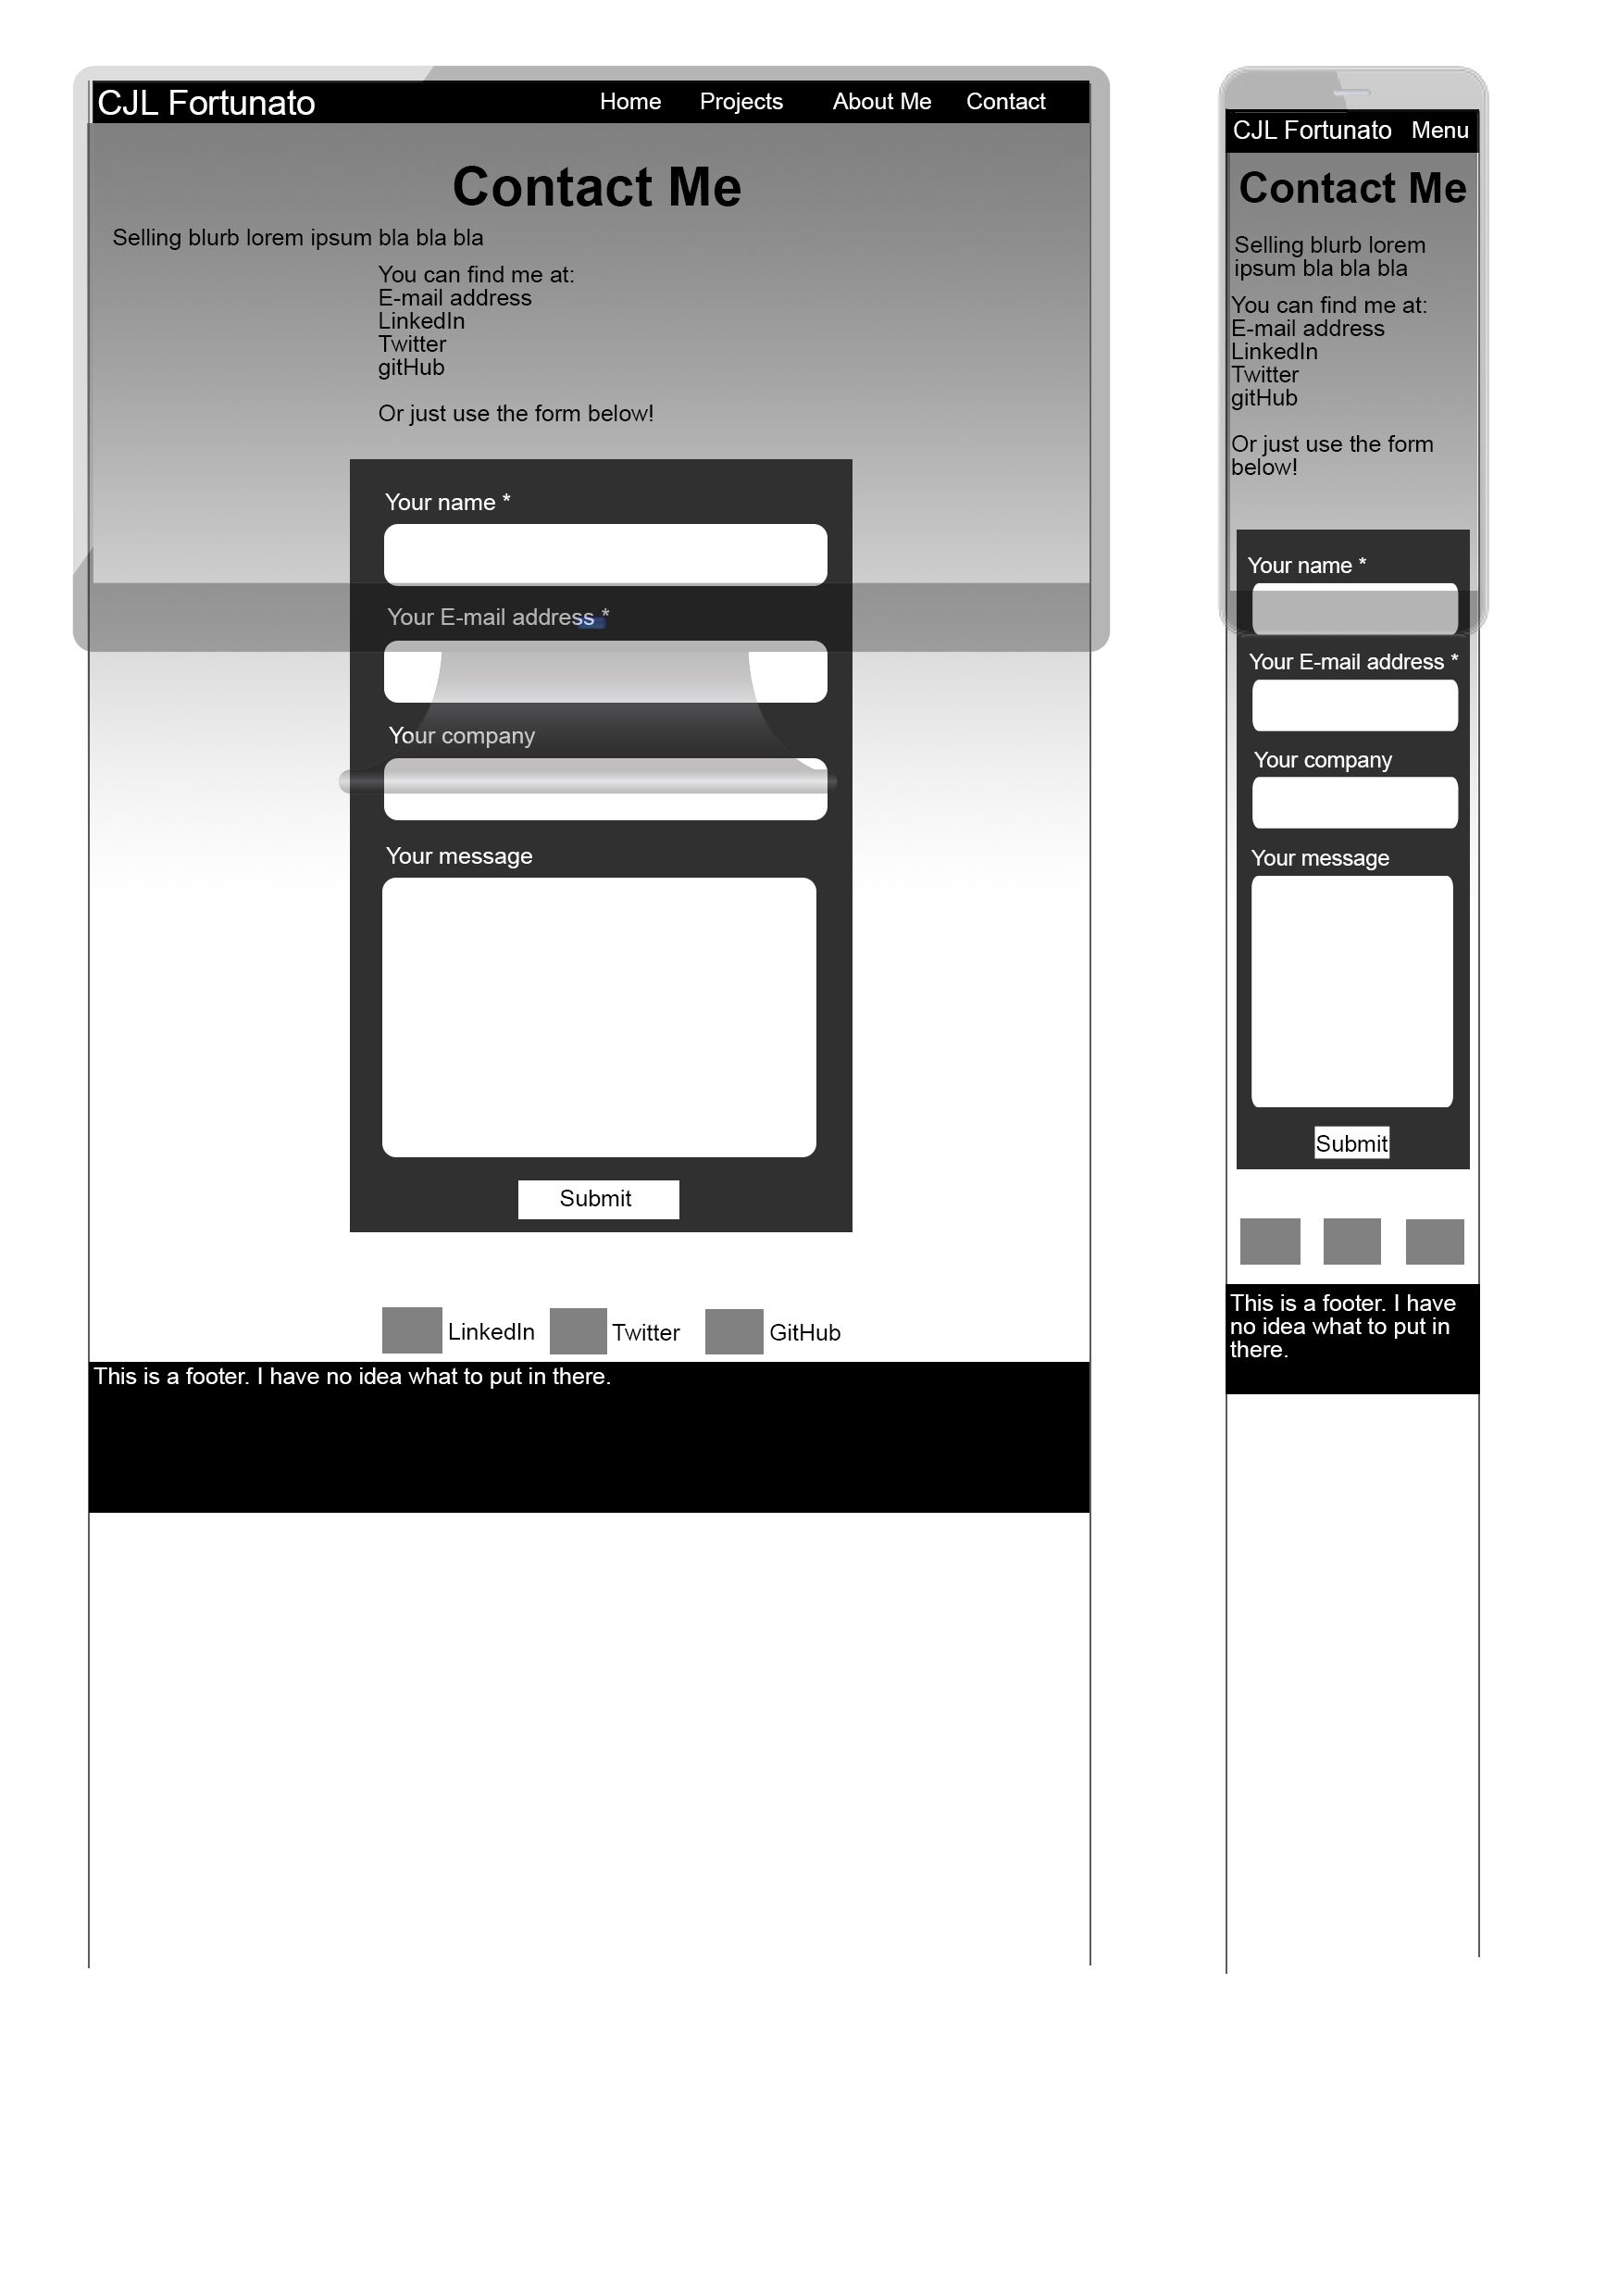 CJL Fortunato
Home Projects About Me Contact
Contact Me
Selling blurb lorem ipsum bla bla bla
You can find me at:
E-mail address
LinkedIn
Twitter
gitHub
Or just use the form below!
Your name *
Your E-mail address *
Your company
Your message
Submit
LinkedIn Twitter GitHub
This is a footer. I have no idea what to put in there.
CJL Fortunato Menu
Contact Me
Selling blurb lorem
ipsum bla bla bla
You can find me at:
E-mail address
LinkedIn
Twitter
gitHub
Or just use the form
below!
Your name *
Your E-mail address *
Your company
Your message
Submit
This is a footer. I have
no idea what to put in
there.